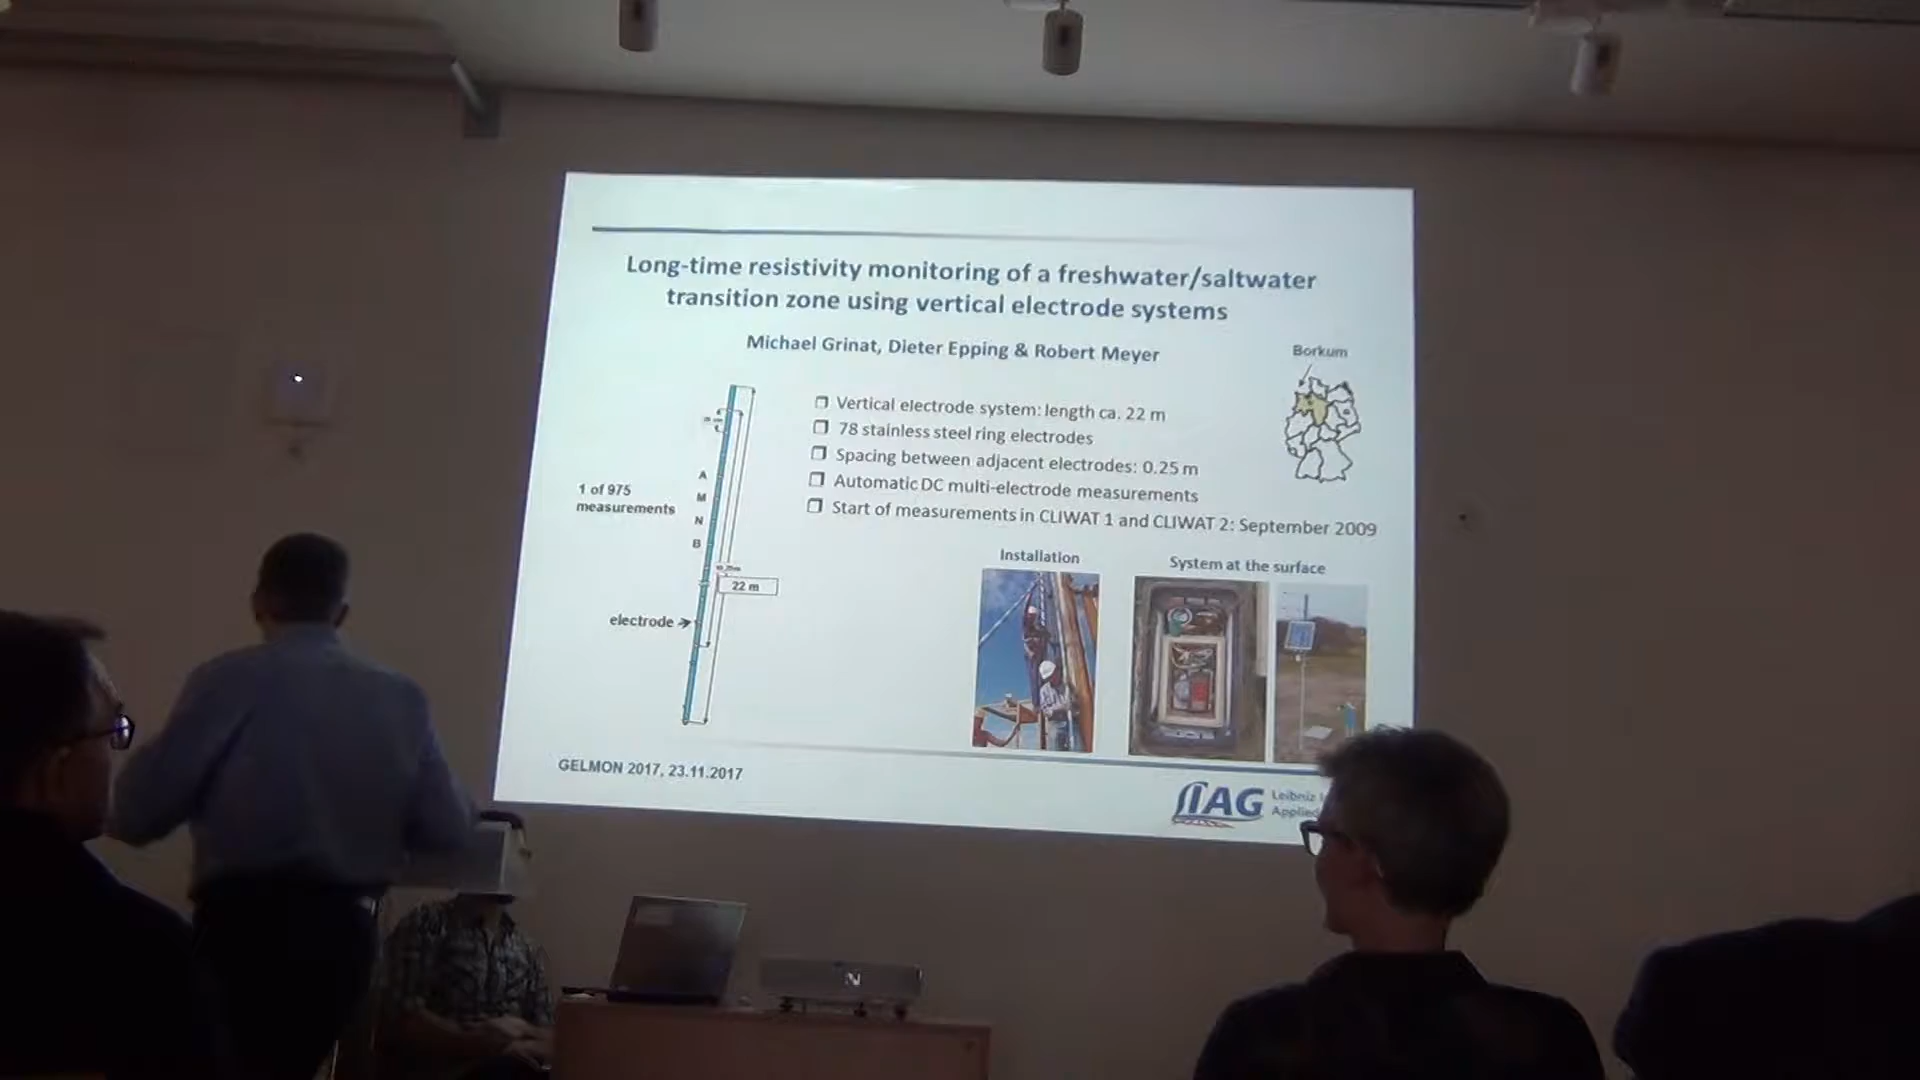 Long-time resistivity monitoring of a freshwater/saltwater
transition zone using vertical electrode systems
Michael Grinat, Dieter Epping & Robert Meyer
Borkum
Vertical electrode system: length ca. 22 m
78 stainless steel ring electrodes
Spacing between adjacent electrodes: 0.25 m
Automatic DC multi-electrode measurements
Start of measurements in CLIWAT 1 and CLIWAT 2: September 2009
1 of 975
measurements
A
M
N
B
22 m
electrode
Installation
System at the surface
GELMON 2017, 23.11.2017
LIAG
Leibniz
Applied